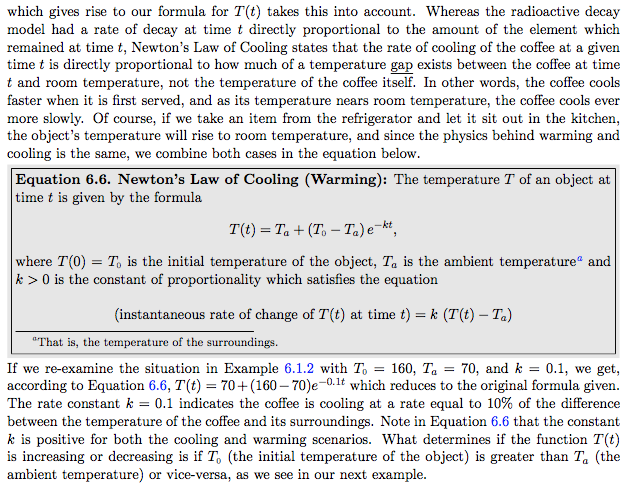 which gives rise to our formula for T(t) takes this into account. Whereas the radioactive decay
model had a rate of decay at time t directly proportional to the amount of the element which
remained at time t, Newton's Law of Cooling states that the rate of cooling of the coffee at a given
time t is directly proportional to how much of a temperature gap exists between the coffee at time
t and room temperature, not the temperature of the coffee itself. In other words, the coffee cools
faster when it is first served, and as its temperature nears room temperature, the coffee cools ever
more slowly. Of course, if we take an item from the refrigerator and let it sit out in the kitchen,
the object's temperature will rise to room temperature, and since the physics behind warming and
cooling is the same, we combine both cases in the equation below.
Equation 6.6. Newton's Law of Cooling (Warming): The temperature T of an object at
time t is given by the formula
T(t) = Tₐ + (T₀ − Tₐ) e^{−kt},
where T(0) = T₀ is the initial temperature of the object, Tₐ is the ambient temperature^a and
k > 0 is the constant of proportionality which satisfies the equation
(instantaneous rate of change of T(t) at time t) = k (T(t) − Tₐ)
^aThat is, the temperature of the surroundings.
If we re-examine the situation in Example 6.1.2 with T₀ = 160, Tₐ = 70, and k = 0.1, we get,
according to Equation 6.6, T(t) = 70+(160−70)e^{−0.1t} which reduces to the original formula given.
The rate constant k = 0.1 indicates the coffee is cooling at a rate equal to 10% of the difference
between the temperature of the coffee and its surroundings. Note in Equation 6.6 that the constant
k is positive for both the cooling and warming scenarios. What determines if the function T(t)
is increasing or decreasing is if T₀ (the initial temperature of the object) is greater than Tₐ (the
ambient temperature) or vice-versa, as we see in our next example.